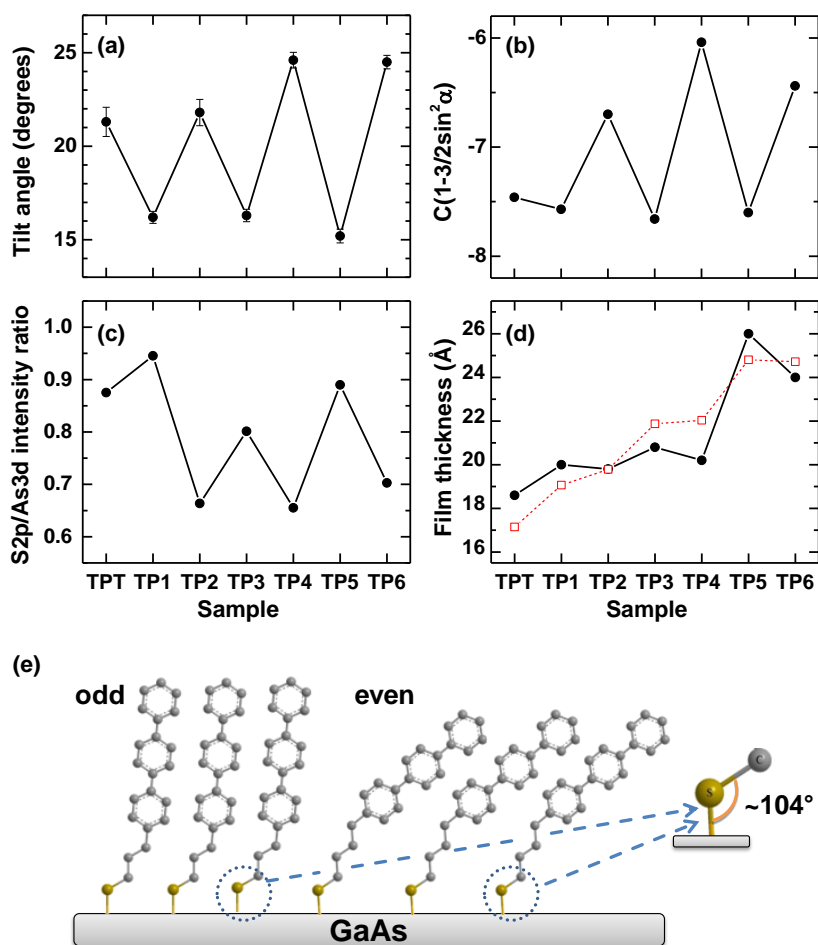 (a)
Tilt angle (degrees)
25
20
15
(b)
C(1-3/2sin²α)
-6
-7
-8
(c)
S2p/As3d intensity ratio
1.0
0.9
0.8
0.7
0.6
TPT TP1 TP2 TP3 TP4 TP5 TP6
Sample
(d)
Film thickness (Å)
26
24
22
20
18
16
TPT TP1 TP2 TP3 TP4 TP5 TP6
Sample
(e)
odd
even
C
S
~104°
GaAs